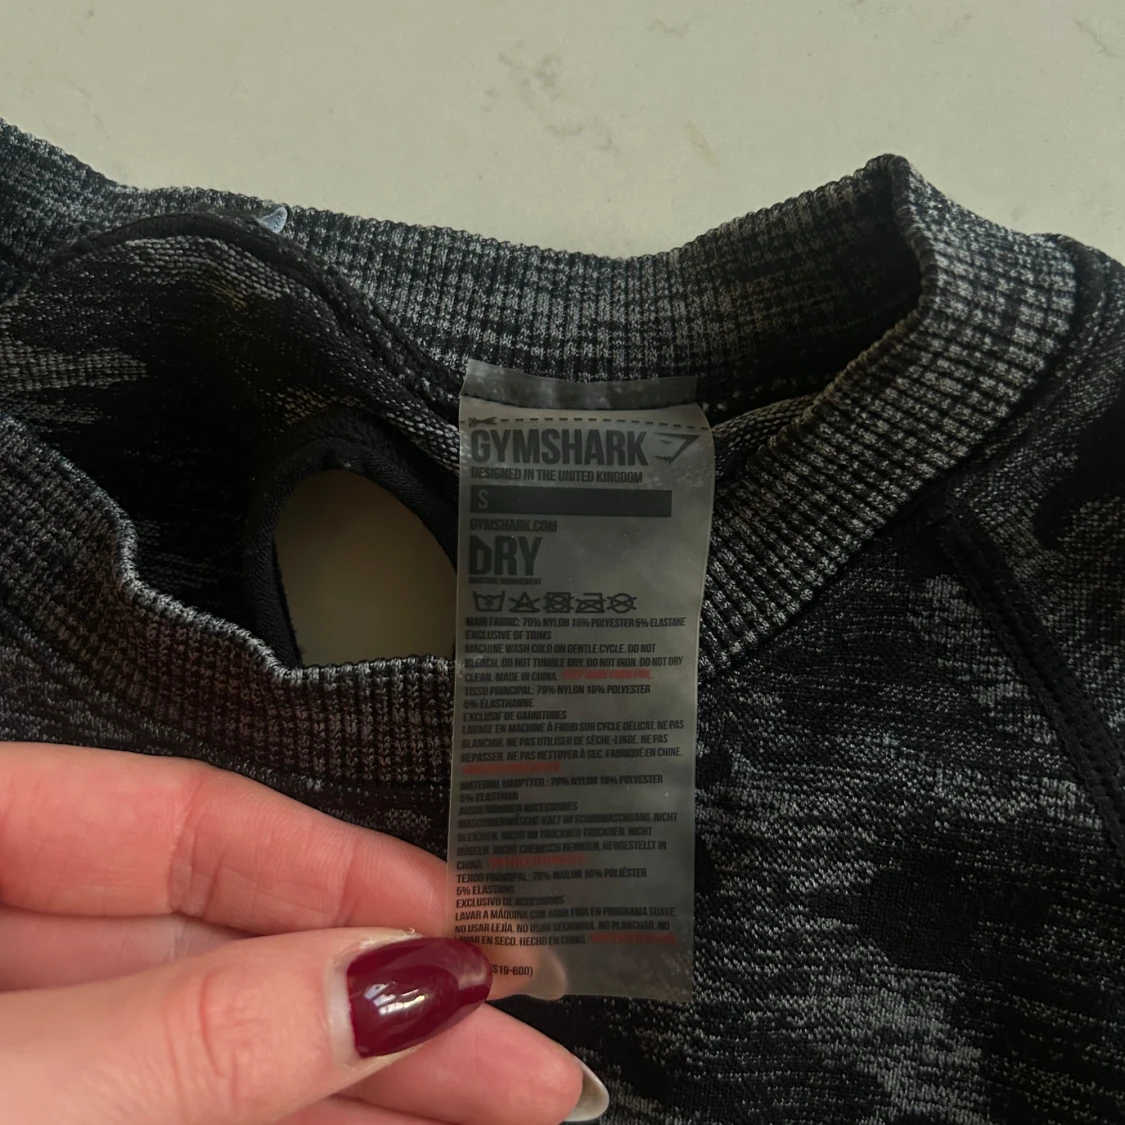 GYMSHARK
DESIGNED IN THE UNITED KINGDOM
S
GYMSHARK.COM
DRY
MOISTURE MANAGEMENT
MAIN FABRIC: 79% NYLON 16% POLYESTER 5% ELASTANE
EXCLUSIVE OF TRIMS
MACHINE WASH COLD ON GENTLE CYCLE. DO NOT
BLEACH. DO NOT TUMBLE DRY. DO NOT IRON. DO NOT DRY
CLEAN. MADE IN CHINA.
TISSU PRINCIPAL: 79% NYLON 16% POLYESTER
5% ÉLASTHANNE
EXCLUSIF DE GARNITURES
LAVAGE EN MACHINE À FROID SUR CYCLE DÉLICAT. NE PAS
BLANCHIR. NE PAS UTILISER DE SÈCHE-LINGE. NE PAS
REPASSER. NE PAS NETTOYER À SEC. FABRIQUÉ EN CHINE.
MATERIAL HAUPTTEIL: 79% NYLON 16% POLYESTER
5% ELASTHAN
AUSGENOMMEN ACCESSOIRES
MASCHINENWÄSCHE KALT IM SCHONWASCHGANG. NICHT
BLEICHEN. NICHT IM TROCKNER TROCKNEN. NICHT
BÜGELN. NICHT CHEMISCH REINIGEN. HERGESTELLT IN
CHINA.
TEJIDO PRINCIPAL: 79% NAILON 16% POLIÉSTER
5% ELASTANO
EXCLUSIVO DE ACCESORIOS
LAVAR A MÁQUINA CON AGUA FRÍA EN PROGRAMA SUAVE.
NO USAR LEJÍA. NO USAR SECADORA. NO PLANCHAR. NO
LAVAR EN SECO. HECHO EN CHINA.
S19-600)